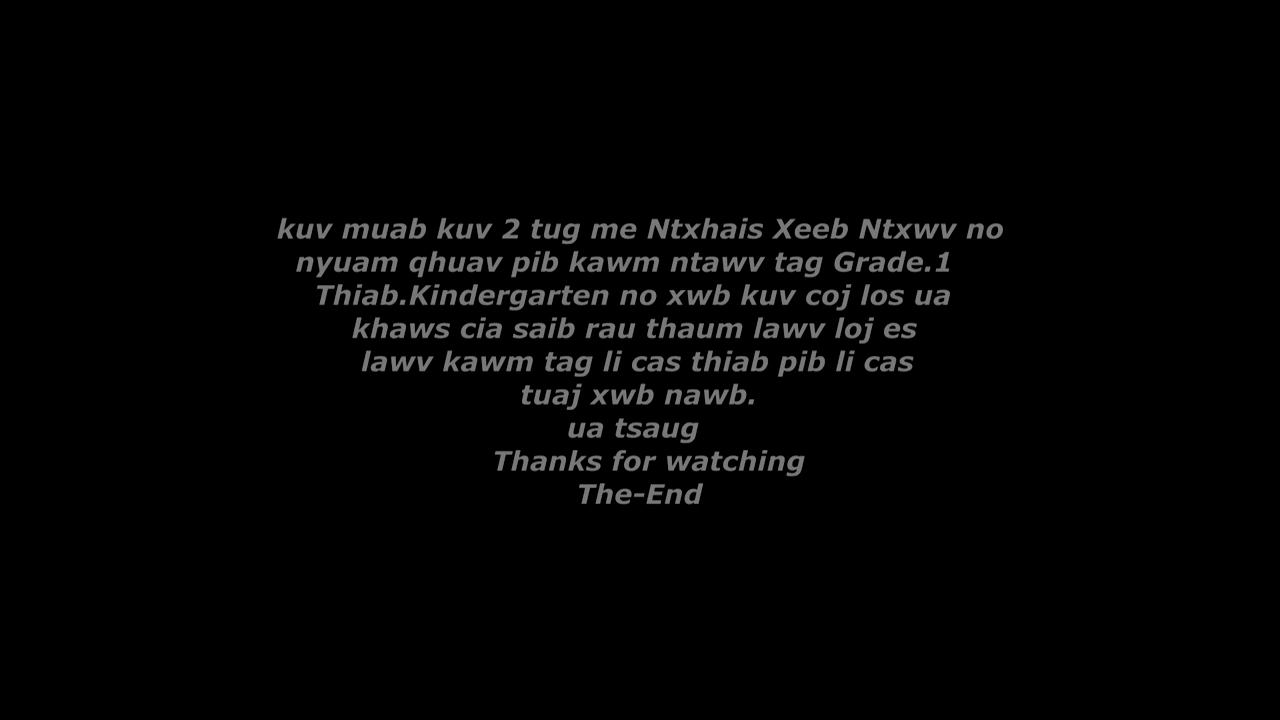 kuv muab kuv 2 tug me Ntxhais Xeeb Ntxwv no
nyuam qhuav pib kawm ntawv tag Grade.1
Thiab.Kindergarten no xwb kuv coj los ua
khaws cia saib rau thaum lawv loj es
lawv kawm tag li cas thiab pib li cas
tuaj xwb nawb.
ua tsaug
Thanks for watching
The-End